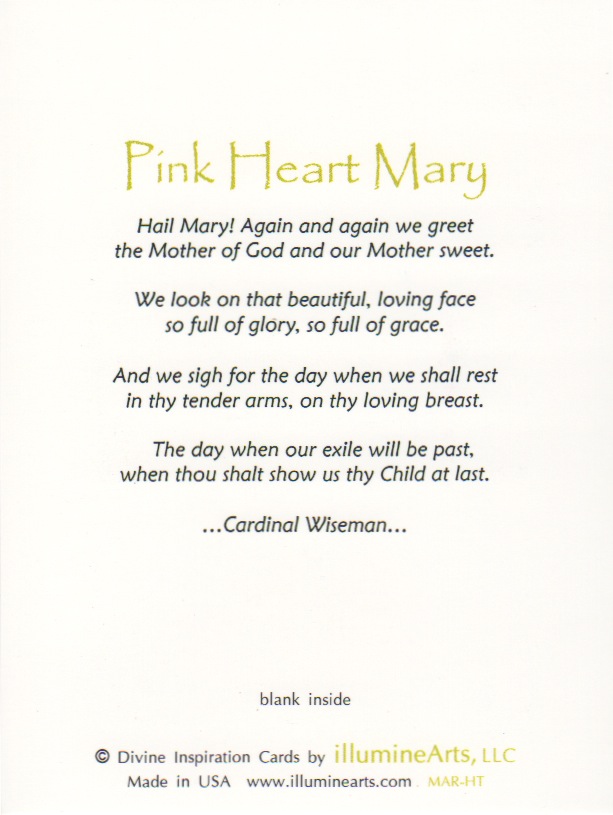 Pink Heart Mary
Hail Mary! Again and again we greet
the Mother of God and our Mother sweet.
We look on that beautiful, loving face
so full of glory, so full of grace.
And we sigh for the day when we shall rest
in thy tender arms, on thy loving breast.
The day when our exile will be past,
when thou shalt show us thy Child at last.
...Cardinal Wiseman...
blank inside
© Divine Inspiration Cards by illumineArts, LLC
Made in USA www.illuminearts.com MAR-HT